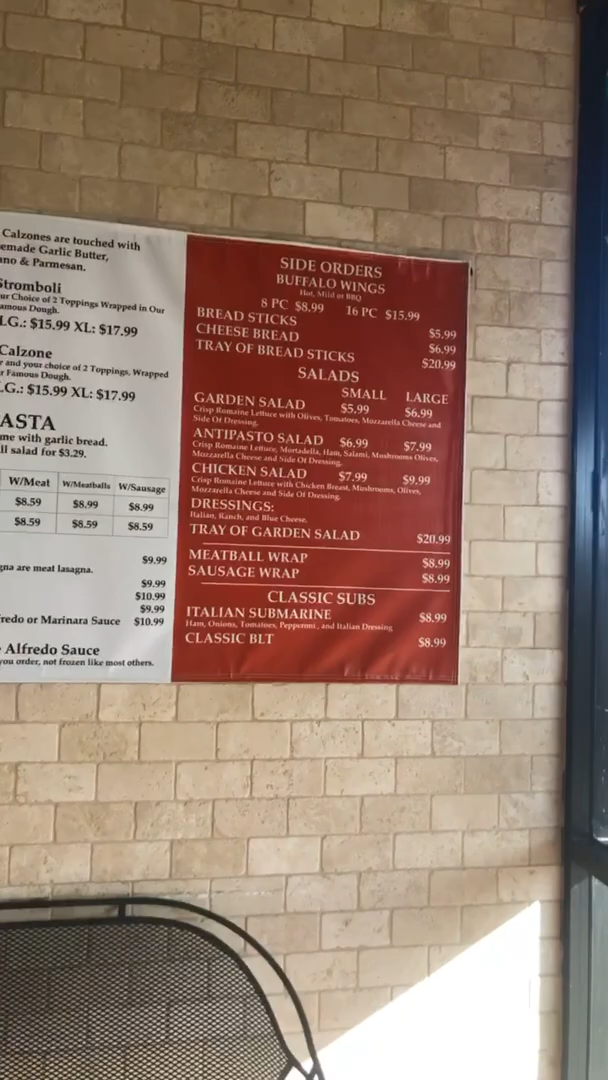 Calzones are touched with
emade Garlic Butter,
ano & Parmesan.
Stromboli
ur Choice of 2 Toppings Wrapped in Our
amous Dough.
LG.: $15.99 XL: $17.99
Calzone
e and your choice of 2 Toppings, Wrapped
r Famous Dough.
LG.: $15.99 XL: $17.99
ASTA
me with garlic bread.
ll salad for $3.29.
W/Meat W/Meatballs W/Sausage
$8.59 $8.99 $8.99
$8.59 $8.59 $8.59
$9.99
gna are meat lasagna.
$9.99
$10.99
$9.99
redo or Marinara Sauce $10.99
Alfredo Sauce
you order, not frozen like most others.
SIDE ORDERS
BUFFALO WINGS
Hot, Mild or BBQ
8 PC $8.99 16 PC $15.99
BREAD STICKS $5.99
CHEESE BREAD $6.99
TRAY OF BREAD STICKS $20.99
SALADS
SMALL LARGE
GARDEN SALAD $5.99 $6.99
Crisp Romaine Lettuce with Olives, Tomatoes, Mozzarella Cheese and
Side Of Dressing.
ANTIPASTO SALAD $6.99 $7.99
Crisp Romaine Lettuce, Mortadella, Ham, Salami, Mushrooms Olives,
Mozzarella Cheese and Side Of Dressing.
CHICKEN SALAD $7.99 $9.99
Crisp Romaine Lettuce with Chicken Breast, Mushrooms, Olives,
Mozzarella Cheese and Side Of Dressing.
DRESSINGS:
Italian, Ranch, and Blue Cheese.
TRAY OF GARDEN SALAD $20.99
MEATBALL WRAP $8.99
SAUSAGE WRAP $8.99
CLASSIC SUBS
ITALIAN SUBMARINE $8.99
Ham, Onions, Tomatoes, Pepperoni, and Italian Dressing
CLASSIC BLT $8.99